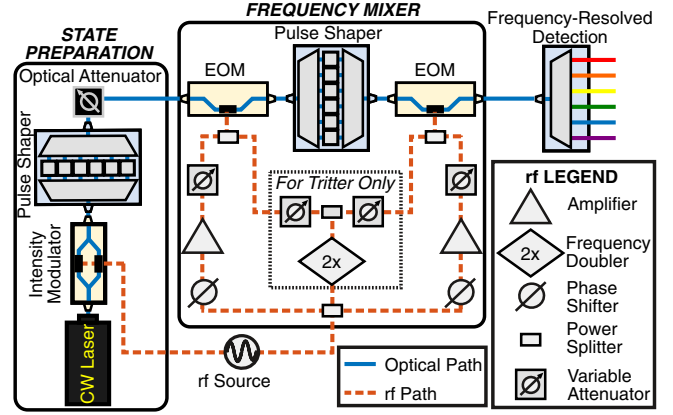 STATE
PREPARATION
FREQUENCY MIXER
Frequency-Resolved
Detection
Optical Attenuator
EOM
Pulse Shaper
EOM
Pulse Shaper
For Tritter Only
2x
Intensity
Modulator
CW Laser
rf Source
Optical Path
rf Path
rf LEGEND
Amplifier
2x
Frequency
Doubler
Phase
Shifter
Power
Splitter
Variable
Attenuator